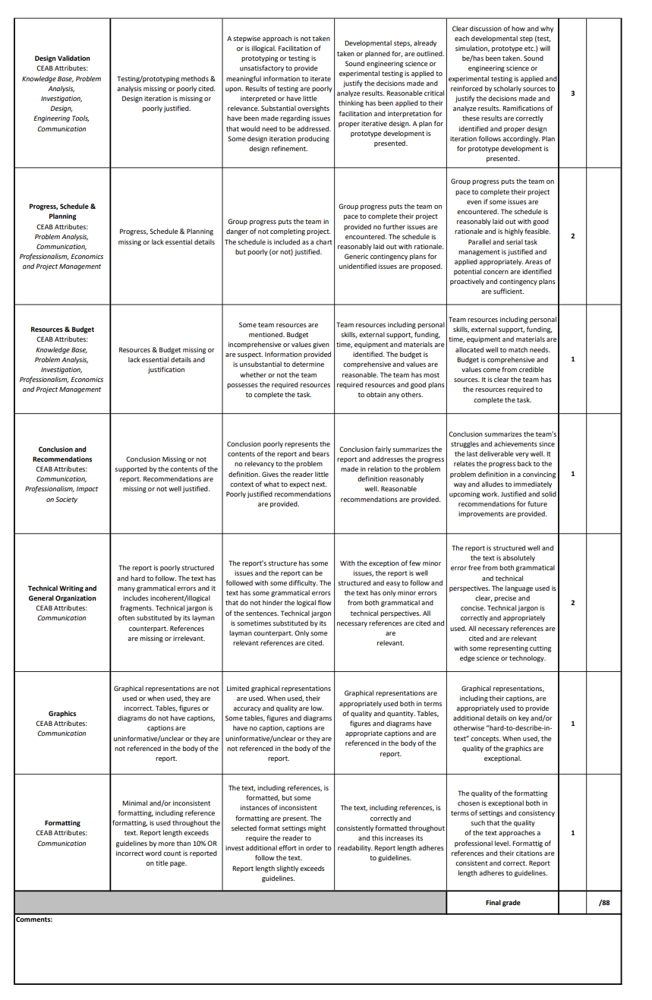 Design Validation
CEAB Attributes:
Knowledge Base, Problem
Analysis,
Investigation,
Design,
Engineering Tools,
Communication
Testing/prototyping methods &
analysis missing or poorly cited.
Design iteration is missing or
poorly justified.
A stepwise approach is not taken
or is illogical. Facilitation of
prototyping or testing is
unsatisfactory to provide
meaningful information to iterate
upon. Results of testing are poorly
interpreted or have little
relevance. Substantial oversights
have been made regarding issues
that would need to be addressed.
Some design iteration producing
design refinement.
Developmental steps, already
taken or planned for, are outlined.
Sound engineering science or
experimental testing is applied to
justify the decisions made and
analyze results. Reasonable critical
thinking has been applied to their
facilitation and interpretation for
proper iterative design. A plan for
prototype development is
presented.
Clear discussion of how and why
each developmental step (test,
simulation, prototype etc.) will
be/has been taken. Sound
engineering science or
experimental testing is applied and
reinforced by scholarly sources to
justify the decisions made and
analyze results. Ramifications of
these results are correctly
identified and proper design
iteration follows accordingly. Plan
for prototype development is
presented.
3
Progress, Schedule &
Planning
CEAB Attributes:
Problem Analysis,
Communication,
Professionalism, Economics
and Project Management
Progress, Schedule & Planning
missing or lack essential details
Group progress puts the team in
danger of not completing project.
The schedule is included as a chart
but poorly (or not) justified.
Group progress puts the team on
pace to complete their project
provided no further issues are
encountered. The schedule is
reasonably laid out with rationale.
Generic contingency plans for
unidentified issues are proposed.
Group progress puts the team on
pace to complete their project
even if some issues are
encountered. The schedule is
reasonably laid out with good
rationale and is highly feasible.
Parallel and serial task
management is justified and
applied appropriately. Areas of
potential concern are identified
proactively and contingency plans
are sufficient.
2
Resources & Budget
CEAB Attributes:
Knowledge Base,
Problem Analysis,
Investigation,
Professionalism, Economics
and Project Management
Resources & Budget missing or
lack essential details and
justification
Some team resources are
mentioned. Budget
incomprehensive or values given
are suspect. Information provided
is unsubstantial to determine
whether or not the team
possesses the required resources
to complete the task.
Team resources including personal
skills, external support, funding,
time, equipment and materials are
identified. The budget is
comprehensive and values are
reasonable. The team has most
required resources and good plans
to obtain any others.
Team resources including personal
skills, external support, funding,
time, equipment and materials are
allocated well to match needs.
Budget is comprehensive and
values come from credible
sources. It is clear the team has
the resources required to
complete the task.
1
Conclusion and
Recommendations
CEAB Attributes:
Communication,
Professionalism, Impact
on Society
Conclusion Missing or not
supported by the contents of the
report. Recommendations are
missing or not well justified.
Conclusion poorly represents the
contents of the report and bears
no relevancy to the problem
definition. Gives the reader little
context of what to expect next.
Poorly justified recommendations
are provided.
Conclusion fairly summarizes the
report and addresses the progress
made in relation to the problem
definition reasonably
well. Reasonable
recommendations are provided.
Conclusion summarizes the team's
struggles and achievements since
the last deliverable very well. It
relates the progress back to the
problem definition in a convincing
way and alludes to immediately
upcoming work. Justified and solid
recommendations for future
improvements are provided.
1
Technical Writing and
General Organization
CEAB Attributes:
Communication
The report is poorly structured
and hard to follow. The text has
many grammatical errors and it
includes incoherent/illogical
fragments. Technical jargon is
often substituted by its layman
counterpart. References
are missing or irrelevant.
The report's structure has some
issues and the report can be
followed with some difficulty. The
text has some grammatical errors
that do not hinder the logical flow
of the sentences. Technical jargon
is sometimes substituted by its
layman counterpart. Only some
relevant references are cited.
With the exception of few minor
issues, the report is well
structured and easy to follow and
the text has only minor errors
from both grammatical and
technical perspectives. All
necessary references are cited and
are
relevant.
The report is structured well and
the text is absolutely
error free from both grammatical
and technical
perspectives. The language used is
clear, precise and
concise. Technical jargon is
correctly and appropriately
used. All necessary references are
cited and are relevant
with some representing cutting
edge science or technology.
2
Graphics
CEAB Attributes:
Communication
Graphical representations are not
used or when used, they are
incorrect. Tables, figures or
diagrams do not have captions,
captions are
uninformative/unclear or they are
not referenced in the body of the
report.
Limited graphical representations
are used. When used, their
accuracy and quality are low.
Some tables, figures and diagrams
have no caption, captions are
uninformative/unclear or they are
not referenced in the body of the
report.
Graphical representations are
appropriately used both in terms
of quality and quantity. Tables,
figures and diagrams have
appropriate captions and are
referenced in the body of the
report.
Graphical representations,
including their captions, are
appropriately used to provide
additional details on key and/or
otherwise “hard-to-describe-in-
text” concepts. When used, the
quality of the graphics are
exceptional.
1
Formatting
CEAB Attributes:
Communication
Minimal and/or inconsistent
formatting, including reference
formatting, is used throughout the
text. Report length exceeds
guidelines by more than 10% OR
incorrect word count is reported
on title page.
The text, including references, is
formatted, but some
instances of inconsistent
formatting are present. The
selected format settings might
require the reader to
invest additional effort in order to
follow the text.
Report length slightly exceeds
guidelines.
The text, including references, is
correctly and
consistently formatted throughout
and this increases its
readability. Report length adheres
to guidelines.
The quality of the formatting
chosen is exceptional both in
terms of settings and consistency
such that the quality
of the text approaches a
professional level. Formattig of
references and their citations are
consistent and correct. Report
length adheres to guidelines.
1
Final grade
/88
Comments: